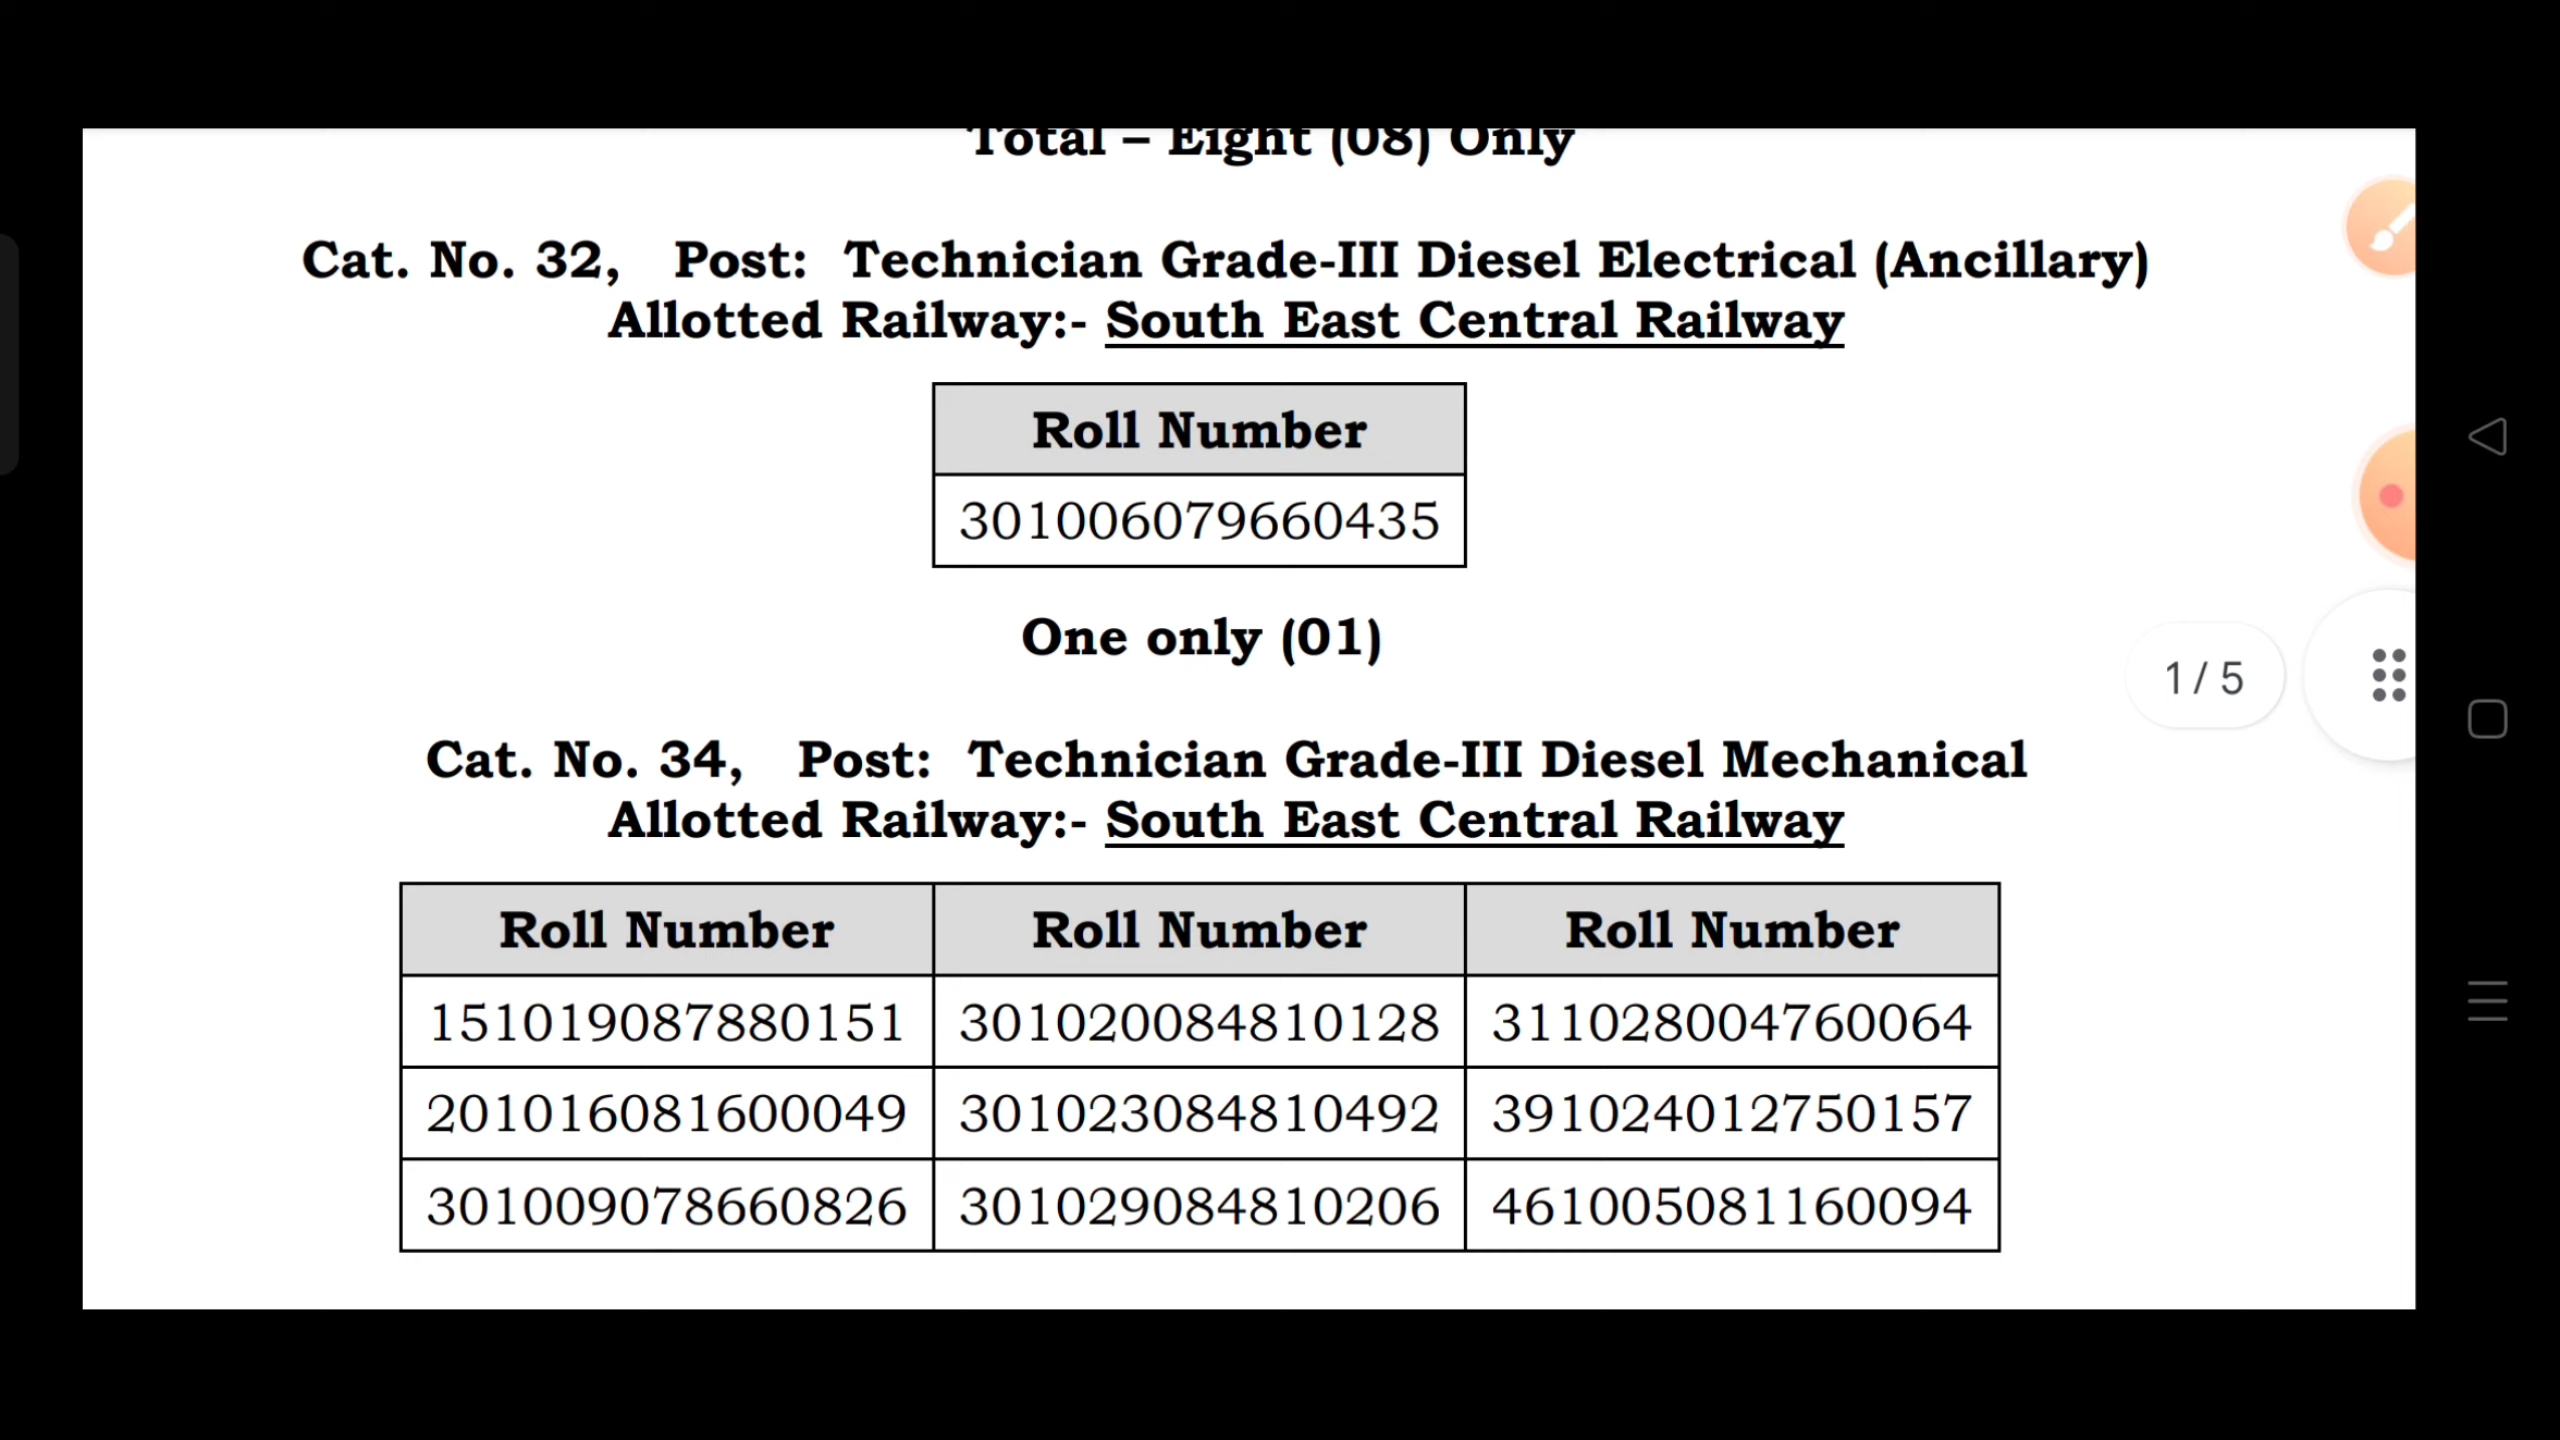 Total – Eight (08) Only
Cat. No. 32, Post: Technician Grade-III Diesel Electrical (Ancillary)
Allotted Railway:- South East Central Railway
Roll Number
301006079660435
One only (01)
1 / 5
Cat. No. 34, Post: Technician Grade-III Diesel Mechanical
Allotted Railway:- South East Central Railway
Roll Number Roll Number Roll Number
151019087880151 301020084810128 311028004760064
201016081600049 301023084810492 391024012750157
301009078660826 301029084810206 461005081160094